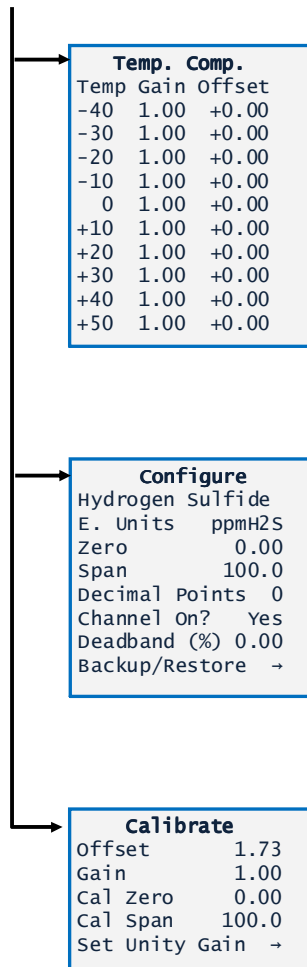 Temp. Comp.
Temp Gain Offset
-40 1.00 +0.00
-30 1.00 +0.00
-20 1.00 +0.00
-10 1.00 +0.00
0 1.00 +0.00
+10 1.00 +0.00
+20 1.00 +0.00
+30 1.00 +0.00
+40 1.00 +0.00
+50 1.00 +0.00
Configure
Hydrogen Sulfide
E. Units ppmH2S
Zero 0.00
Span 100.0
Decimal Points 0
Channel On? Yes
Deadband (%) 0.00
Backup/Restore →
Calibrate
Offset 1.73
Gain 1.00
Cal Zero 0.00
Cal Span 100.0
Set Unity Gain →